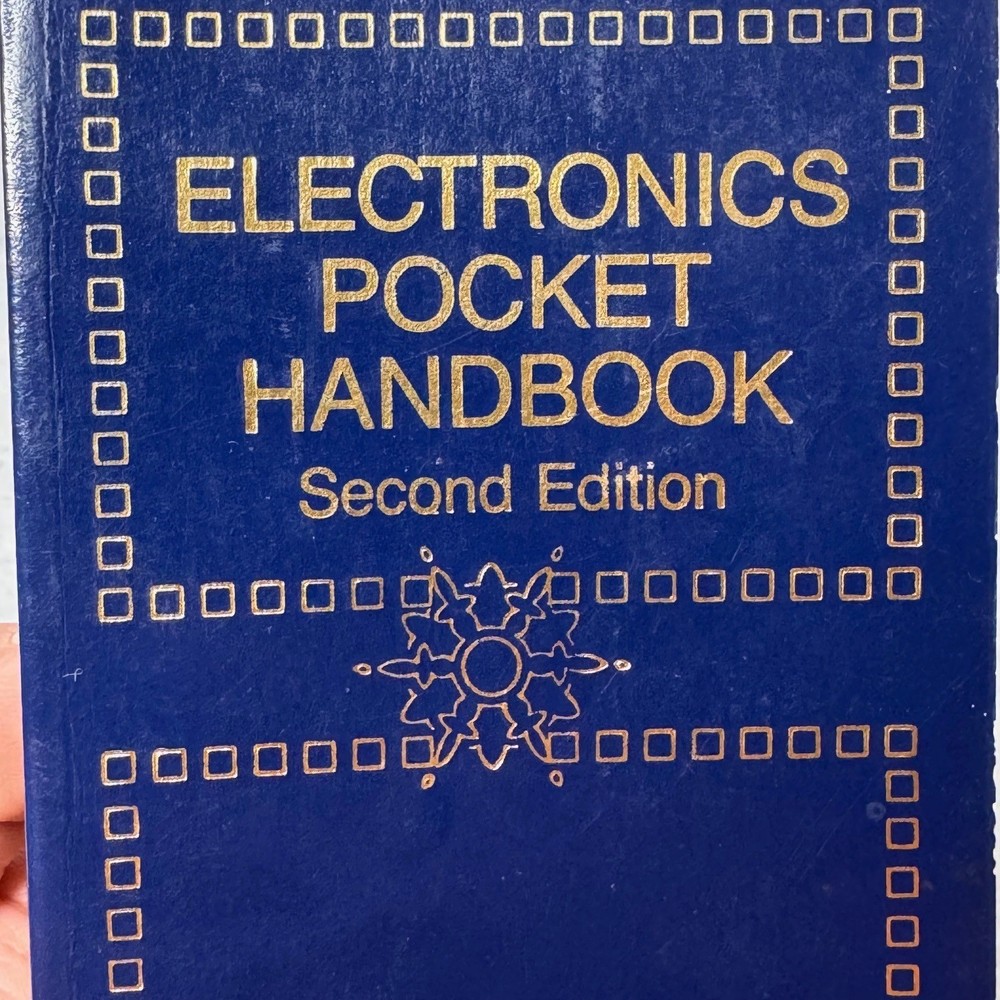 ELECTRONICS
POCKET
HANDBOOK
Second Edition